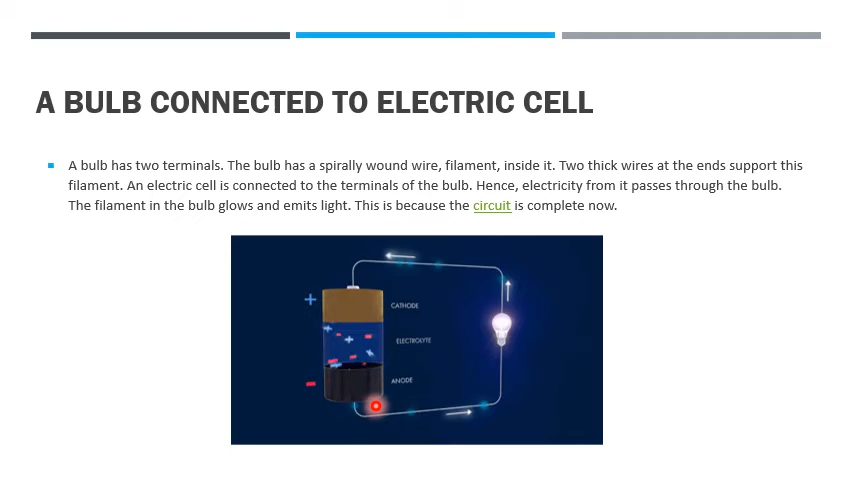 A BULB CONNECTED TO ELECTRIC CELL
A bulb has two terminals. The bulb has a spirally wound wire, filament, inside it. Two thick wires at the ends support this
filament. An electric cell is connected to the terminals of the bulb. Hence, electricity from it passes through the bulb.
The filament in the bulb glows and emits light. This is because the circuit is complete now.
+
CATHODE
ELECTROLYTE
ANODE
-